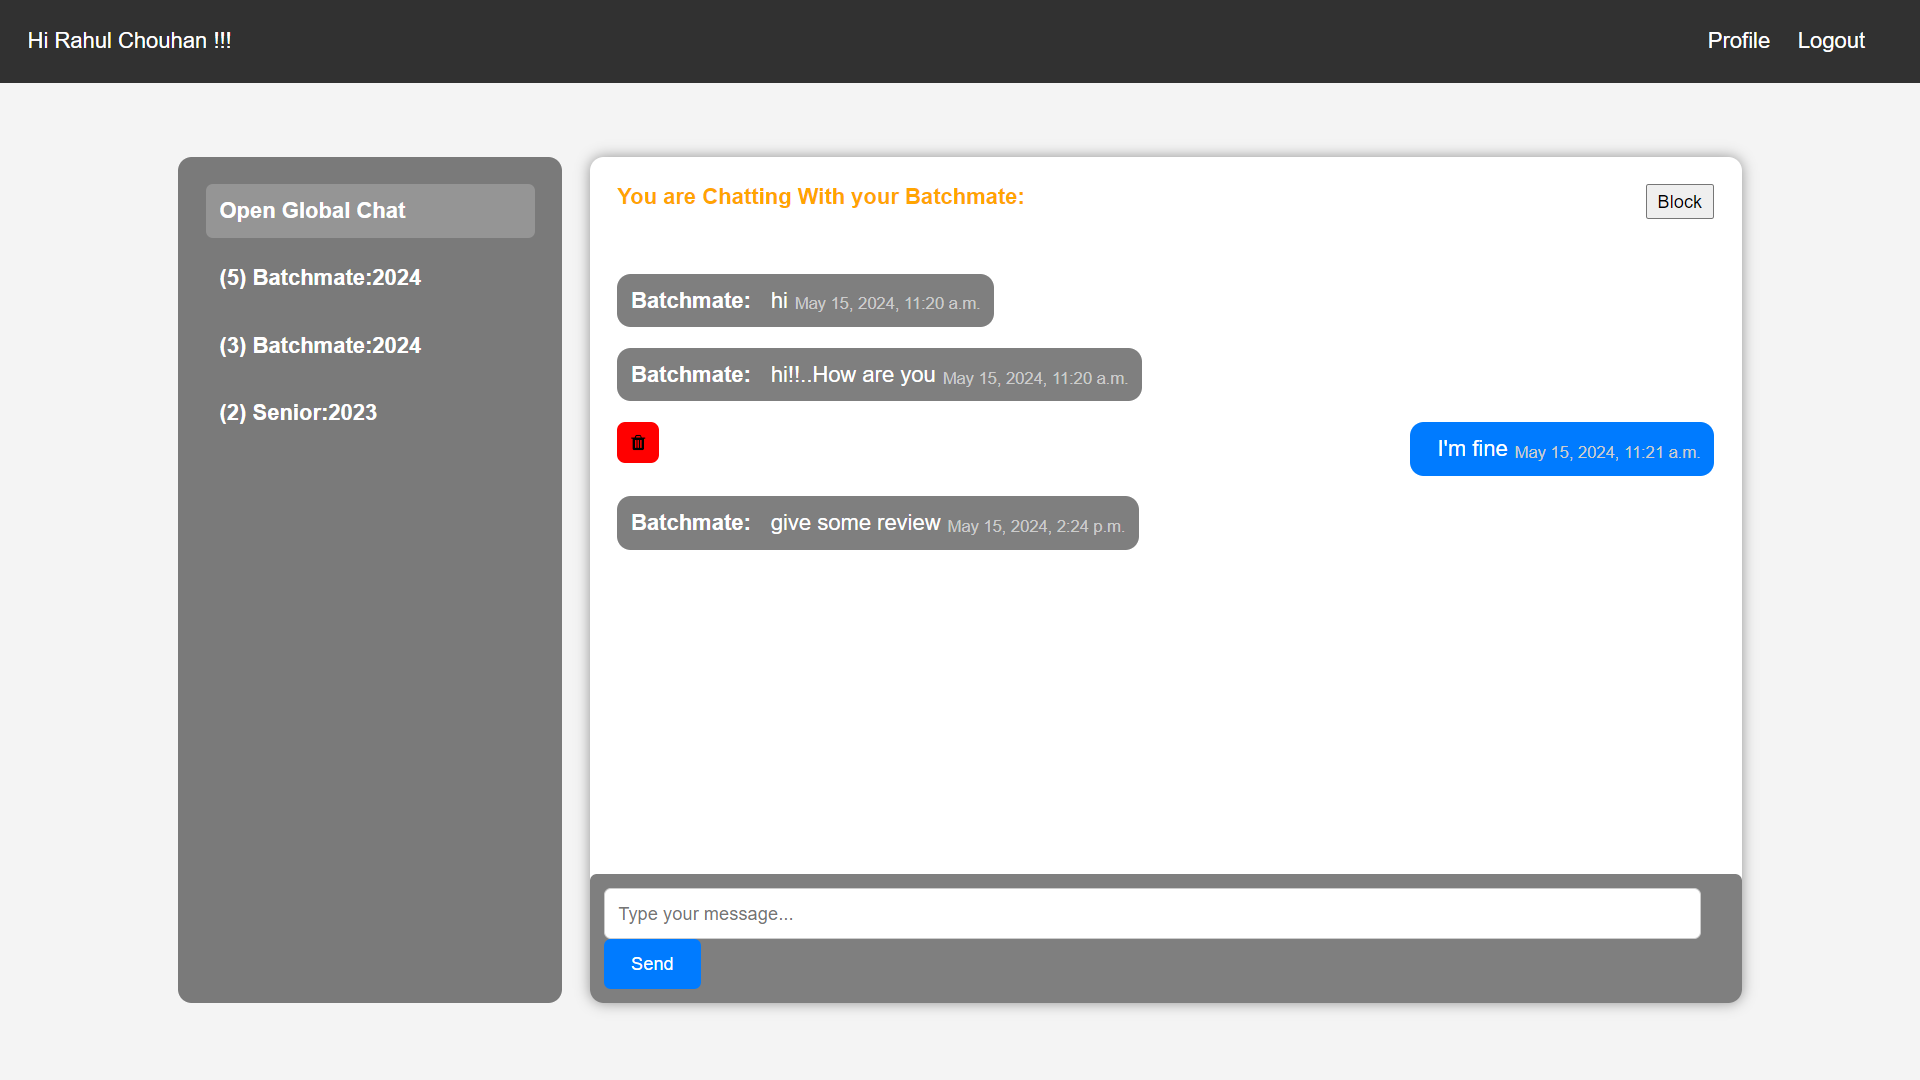 Hi Rahul Chouhan !!!
Profile Logout
Open Global Chat
(5) Batchmate:2024
(3) Batchmate:2024
(2) Senior:2023
You are Chatting With your Batchmate:
Block
Batchmate: hi May 15, 2024, 11:20 a.m.
Batchmate: hi!!..How are you May 15, 2024, 11:20 a.m.
I'm fine May 15, 2024, 11:21 a.m.
Batchmate: give some review May 15, 2024, 2:24 p.m.
Type your message...
Send